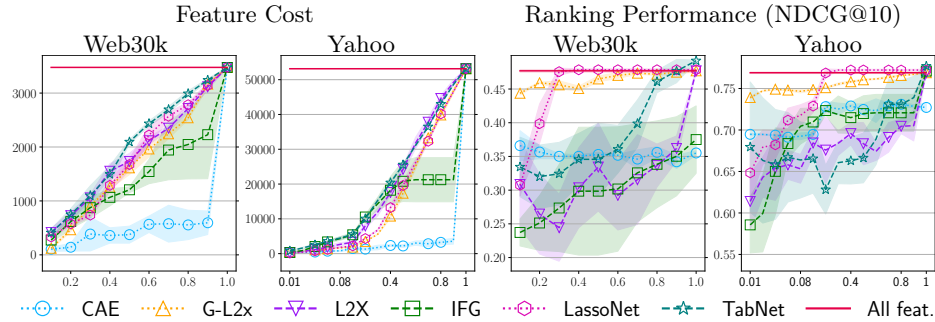 Feature Cost
Ranking Performance (NDCG@10)
Web30k
Yahoo
Web30k
Yahoo
3000
2000
1000
0
0.2 0.4 0.6 0.8 1.0
50000
40000
30000
20000
10000
0
0.01 0.08 0.4 0.8 1
0.45
0.40
0.35
0.30
0.25
0.2 0.4 0.6 0.8 1.0
0.75
0.70
0.65
0.60
0.55
0.01 0.08 0.4 0.8 1
CAE G-L2x L2X IFG LassoNet TabNet All feat.